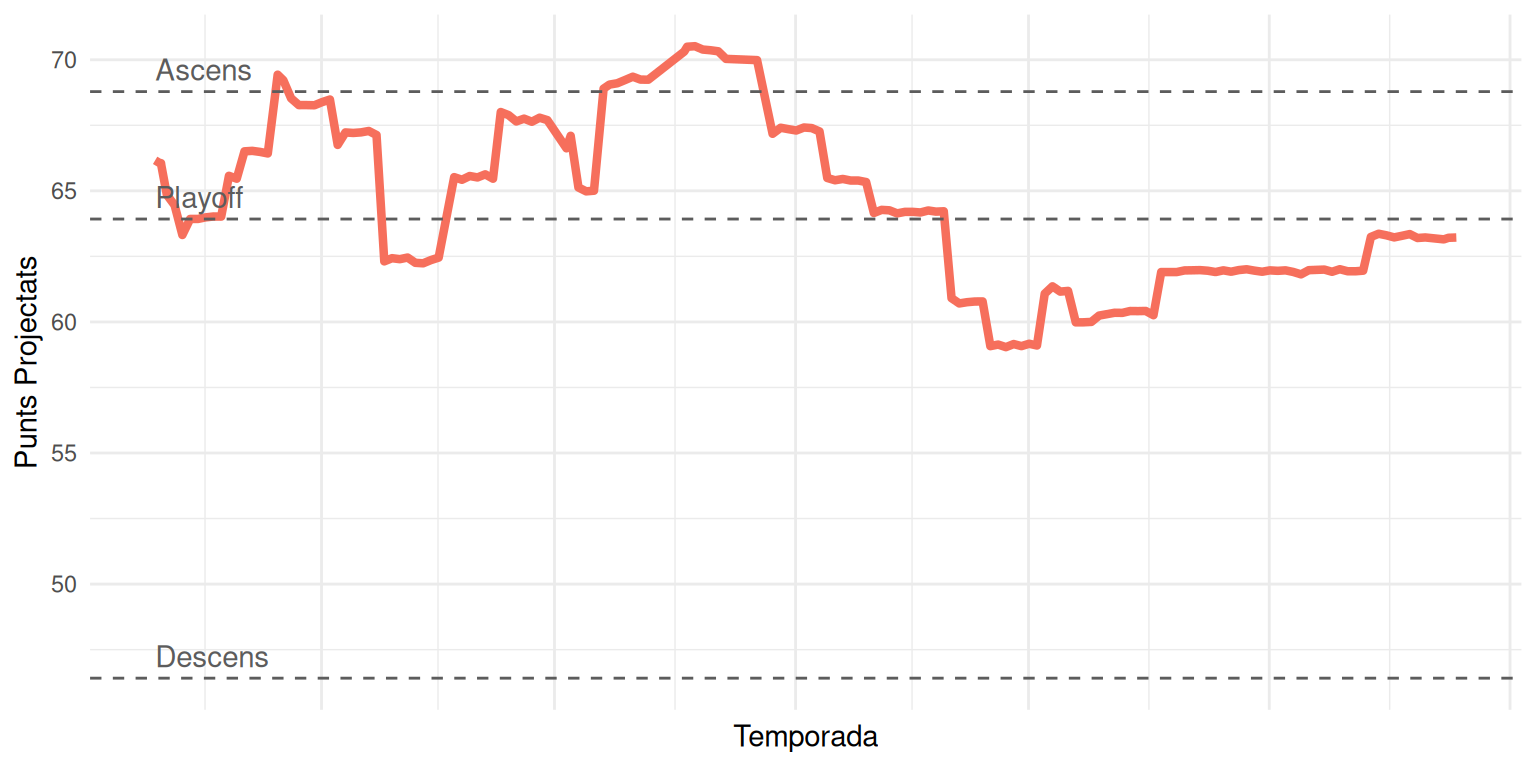 70
Ascens
65
Playoff
60
55
50
Descens
Punts Projectats
Temporada